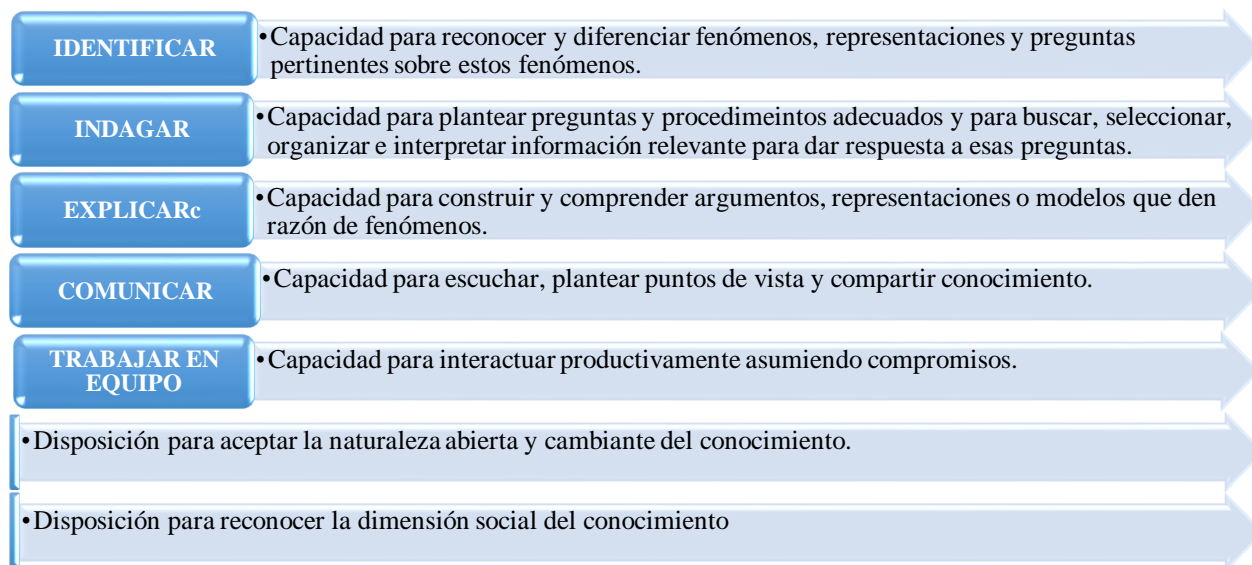 IDENTIFICAR
•Capacidad para reconocer y diferenciar fenómenos, representaciones y preguntas
pertinentes sobre estos fenómenos.
INDAGAR
•Capacidad para plantear preguntas y procedimeintos adecuados y para buscar, seleccionar,
organizar e interpretar información relevante para dar respuesta a esas preguntas.
EXPLICARc
•Capacidad para construir y comprender argumentos, representaciones o modelos que den
razón de fenómenos.
COMUNICAR
•Capacidad para escuchar, plantear puntos de vista y compartir conocimiento.
TRABAJAR EN
EQUIPO
•Capacidad para interactuar productivamente asumiendo compromisos.
•Disposición para aceptar la naturaleza abierta y cambiante del conocimiento.
•Disposición para reconocer la dimensión social del conocimiento